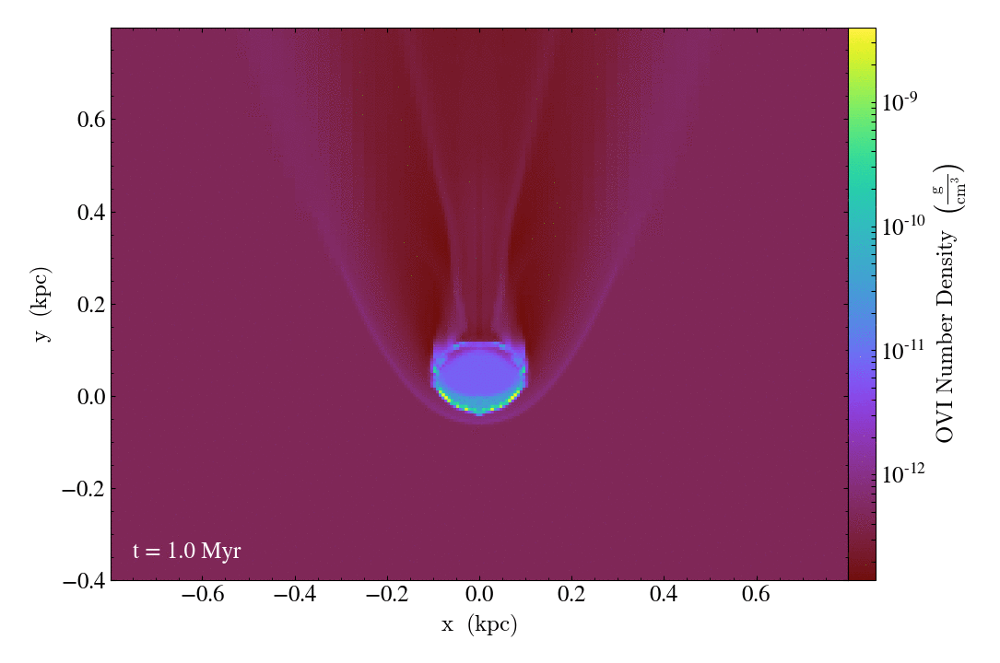 0.6
0.4
0.2
0.0
−0.2
−0.4
y (kpc)
t = 1.0 Myr
−0.6 −0.4 −0.2 0.0 0.2 0.4 0.6
x (kpc)
10^-9
10^-10
10^-11
10^-12
OVI Number Density (g/cm^3)